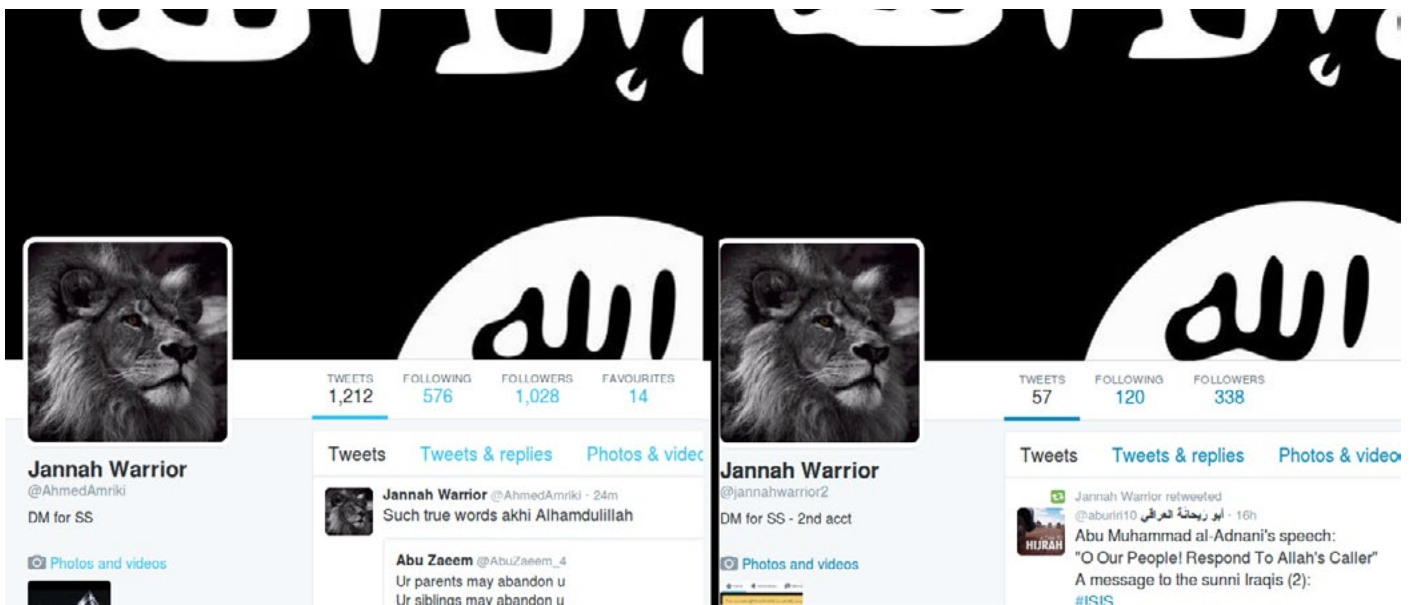 لا إله الله
الله
الله
TWEETS FOLLOWING FOLLOWERS FAVOURITES
1,212 576 1,028 14
Tweets Tweets & replies Photos & videc
Jannah Warrior
@AhmedAmriki
DM for SS
Photos and videos
Jannah Warrior @AhmedAmriki · 24m
Such true words akhi Alhamdulillah
Abu Zaeem @AbuZaeem_4
Ur parents may abandon u
Ur siblings may abandon u
TWEETS FOLLOWING FOLLOWERS
57 120 338
Tweets Tweets & replies Photos & video
Jannah Warrior
@jannahwarrior2
DM for SS - 2nd acct
Photos and videos
Jannah Warrior retweeted
@aburiri10 أبو ريحانة العراقي · 16h
HIJRAH
Abu Muhammad al-Adnani's speech:
"O Our People! Respond To Allah's Caller"
A message to the sunni Iraqis (2):
#ISIS